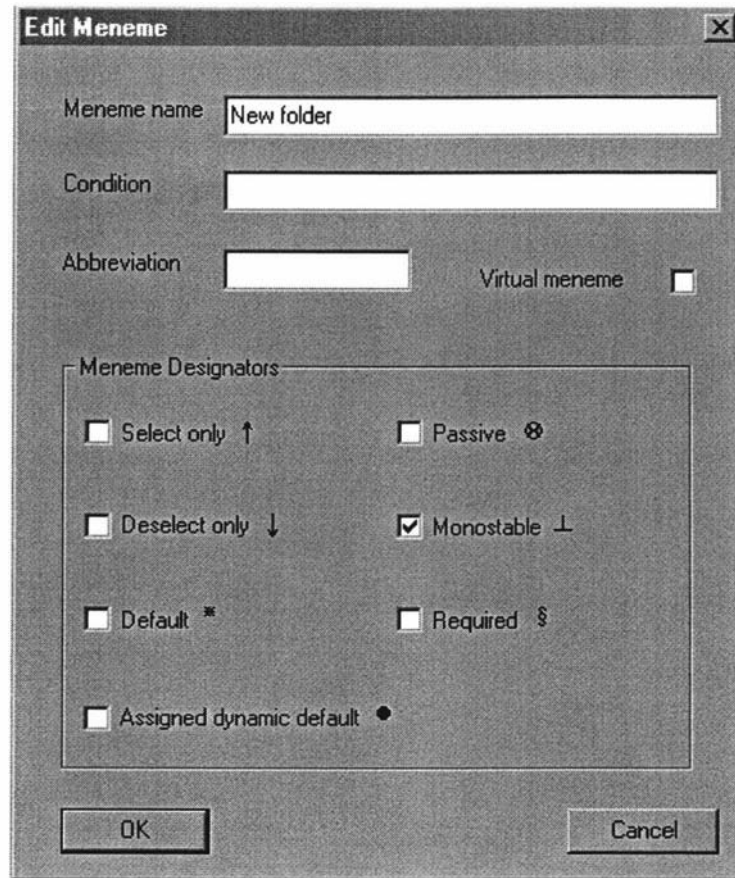 Edit Meneme
Meneme name New folder
Condition
Abbreviation
Virtual meneme
Meneme Designators
Select only ↑ Passive ⊗
Deselect only ↓ Monostable ⊥
Default * Required §
Assigned dynamic default ●
OK Cancel